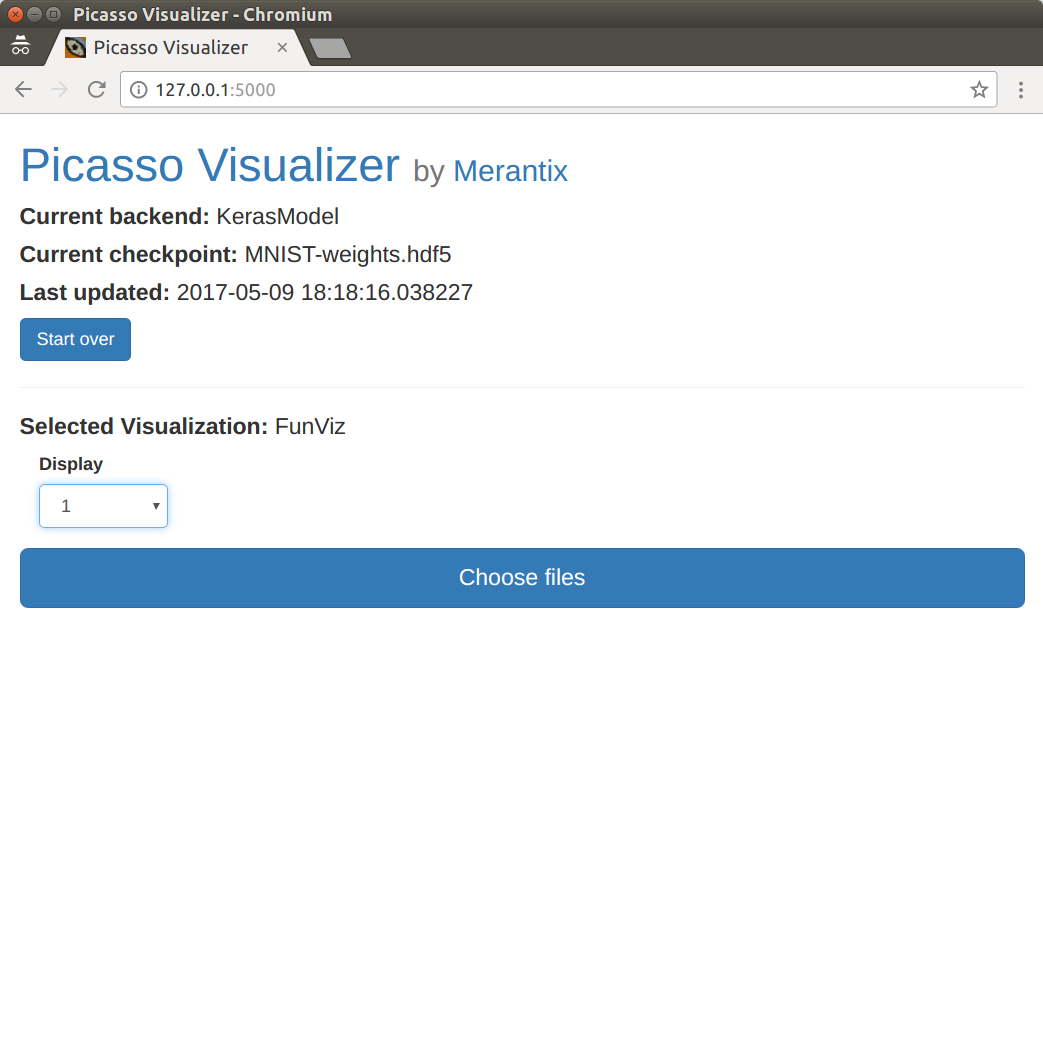 Picasso Visualizer - Chromium
Picasso Visualizer
127.0.0.1:5000
Picasso Visualizer by Merantix
Current backend: KerasModel
Current checkpoint: MNIST-weights.hdf5
Last updated: 2017-05-09 18:18:16.038227
Start over
Selected Visualization: FunViz
Display
1
Choose files